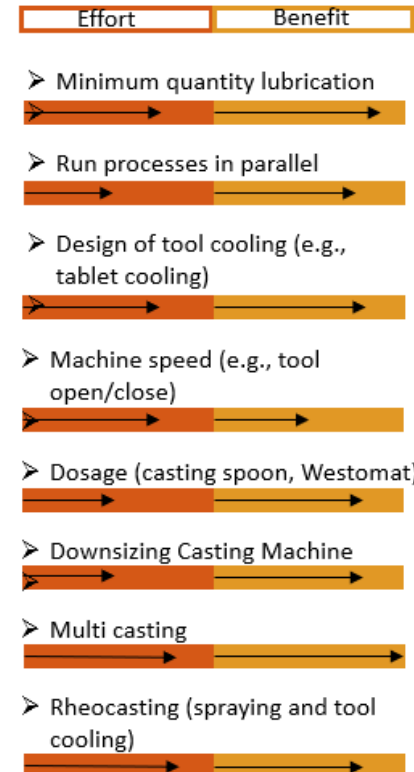 Effort Benefit
➢ Minimum quantity lubrication
➢ Run processes in parallel
➢ Design of tool cooling (e.g.,
tablet cooling)
➢ Machine speed (e.g., tool
open/close)
➢ Dosage (casting spoon, Westomat)
➢ Downsizing Casting Machine
➢ Multi casting
➢ Rheocasting (spraying and tool
cooling)